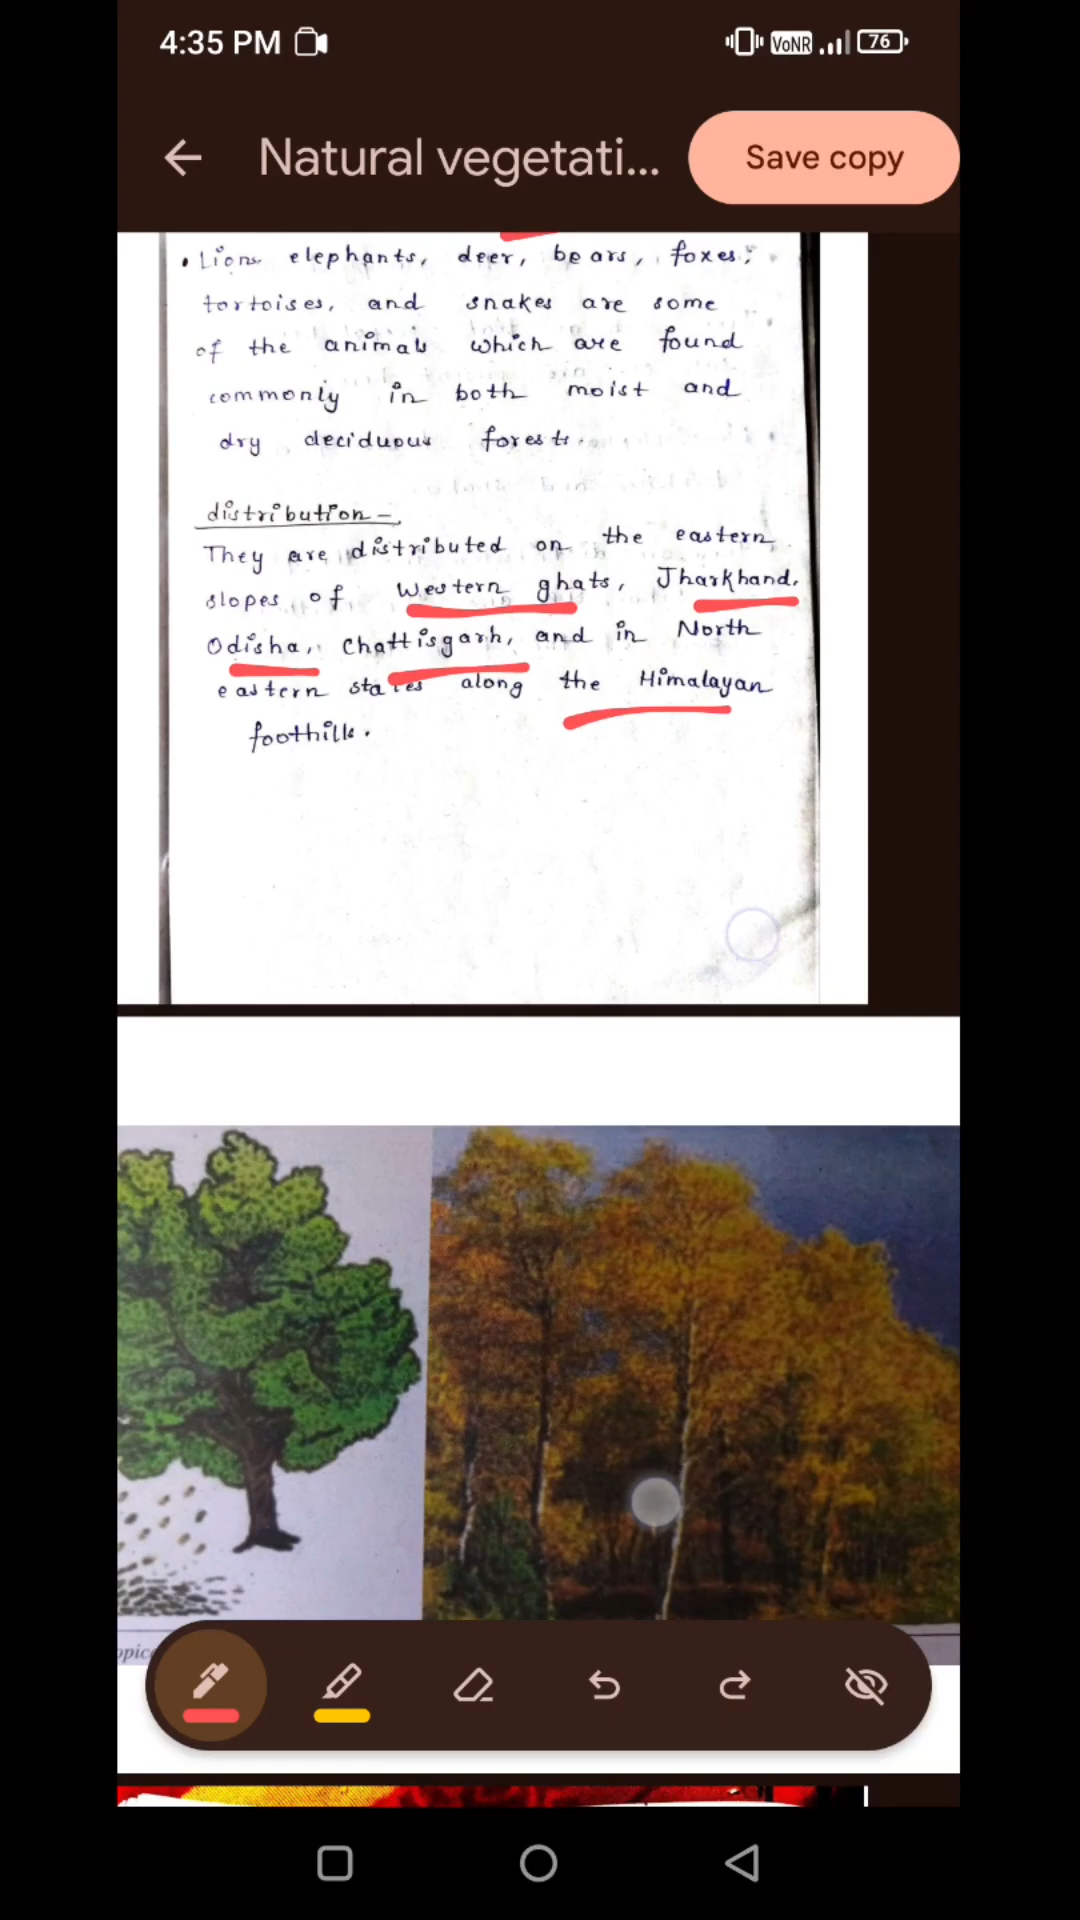 4:35 PM
VoNR
76
Natural vegetati...
Save copy
• Lions elephants, deer, bears, foxes,
tortoises, and snakes are some
of the animals which are found
commonly in both moist and
dry deciduous forests.
distribution -
They are distributed on the eastern
slopes of Western ghats, Jharkhand,
Odisha, Chattisgarh, and in North
eastern states along the Himalayan
foothills.